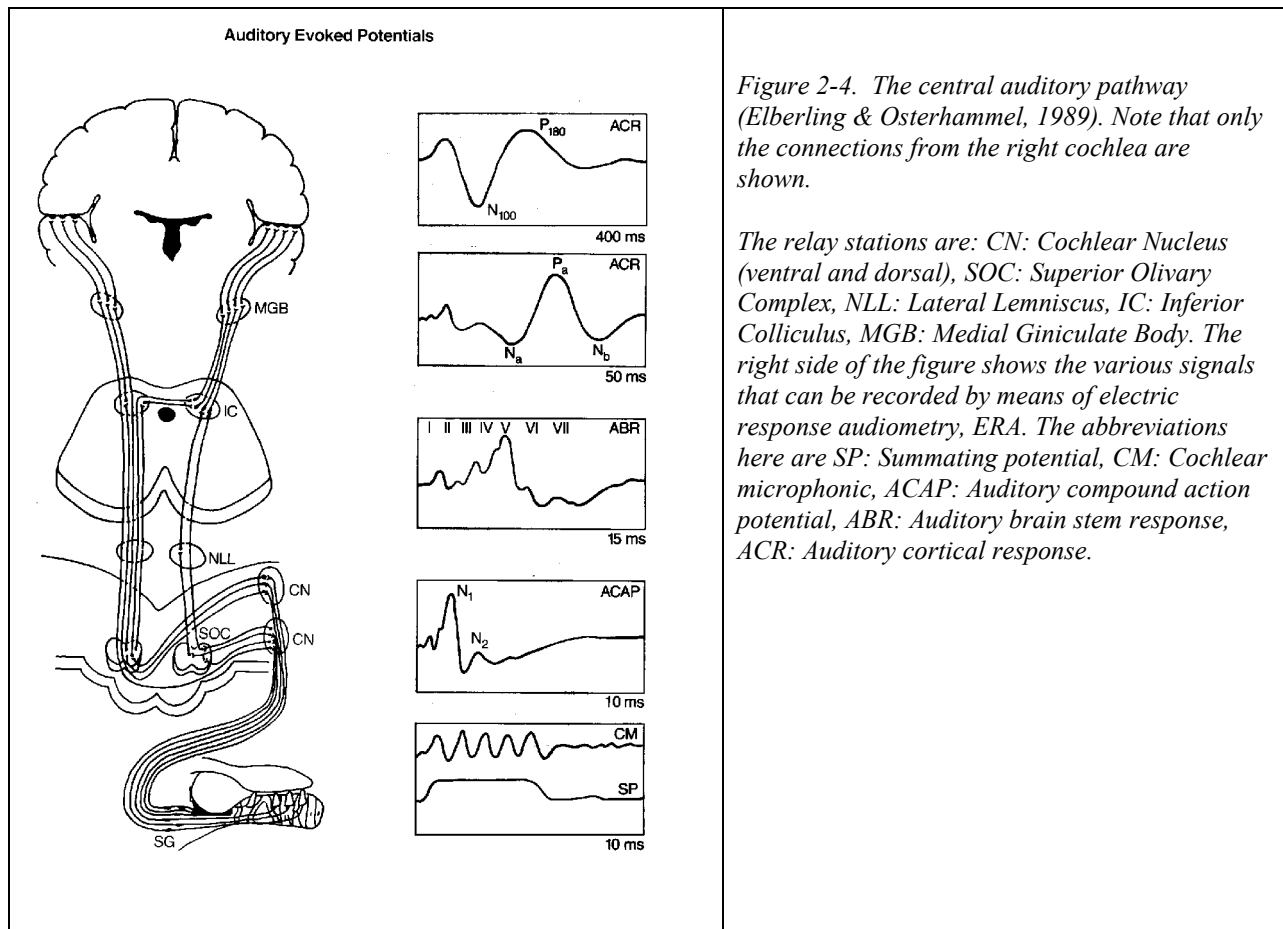 Auditory Evoked Potentials
P180
ACR
N100
400 ms
Pa
ACR
Na
Nb
50 ms
I II III IV V VI VII ABR
15 ms
N1
ACAP
N2
10 ms
CM
SP
10 ms
MGB
IC
NLL
CN
SOC
CN
SG
Figure 2-4. The central auditory pathway
(Elberling & Osterhammel, 1989). Note that only
the connections from the right cochlea are
shown.
The relay stations are: CN: Cochlear Nucleus
(ventral and dorsal), SOC: Superior Olivary
Complex, NLL: Lateral Lemniscus, IC: Inferior
Colliculus, MGB: Medial Giniculate Body. The
right side of the figure shows the various signals
that can be recorded by means of electric
response audiometry, ERA. The abbreviations
here are SP: Summating potential, CM: Cochlear
microphonic, ACAP: Auditory compound action
potential, ABR: Auditory brain stem response,
ACR: Auditory cortical response.